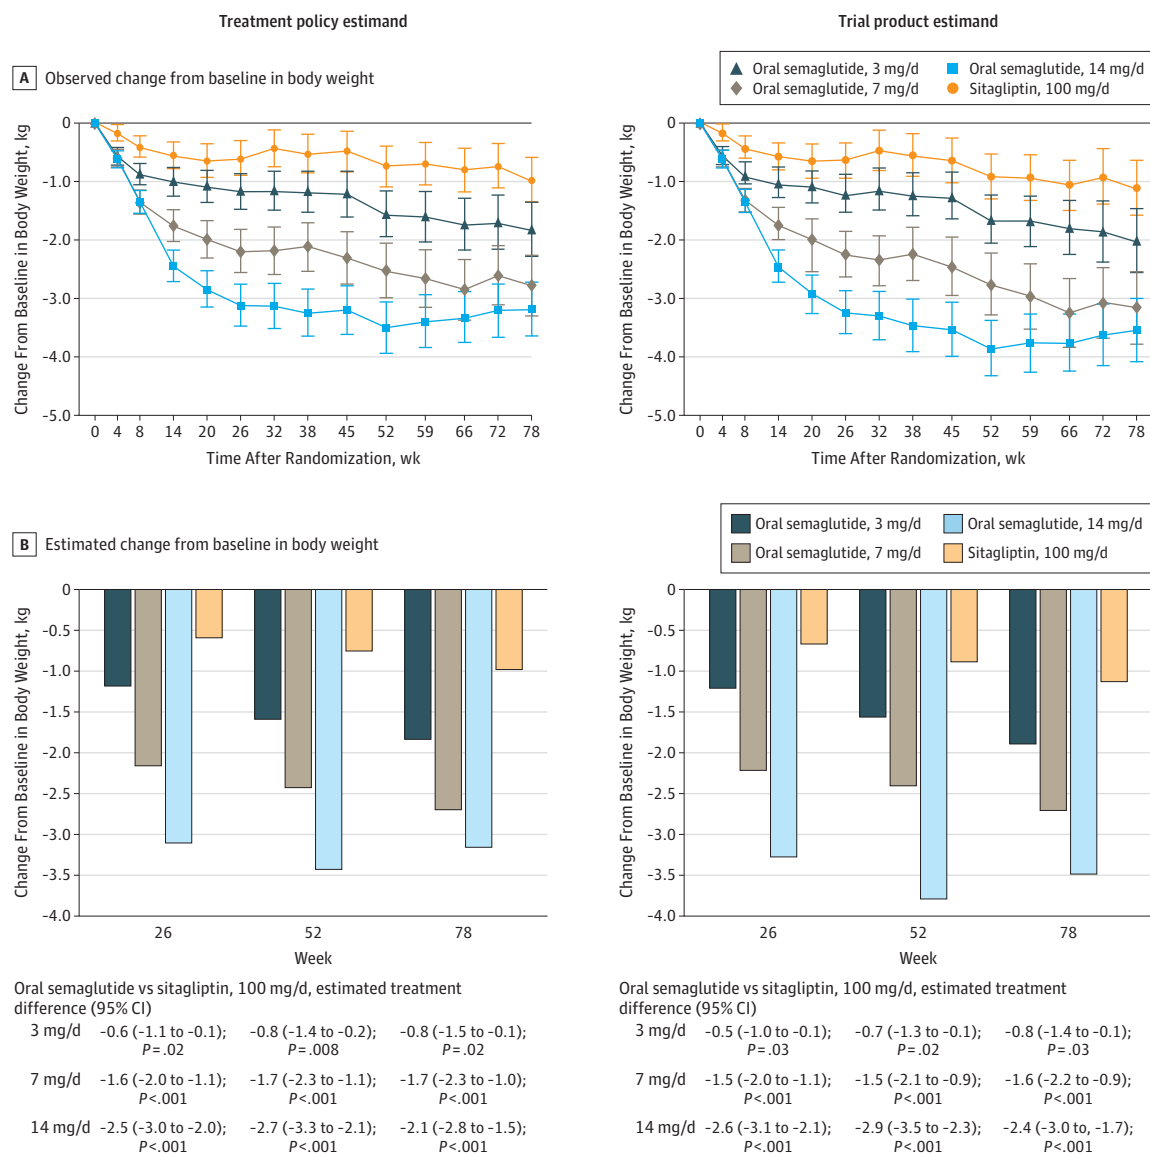 Treatment policy estimand
Trial product estimand
A Observed change from baseline in body weight
Oral semaglutide, 3 mg/d
Oral semaglutide, 14 mg/d
Oral semaglutide, 7 mg/d
Sitagliptin, 100 mg/d
Change From Baseline in Body Weight, kg
0
-1.0
-2.0
-3.0
-4.0
-5.0
0 4 8 14 20 26 32 38 45 52 59 66 72 78
Time After Randomization, wk
Change From Baseline in Body Weight, kg
0
-1.0
-2.0
-3.0
-4.0
-5.0
0 4 8 14 20 26 32 38 45 52 59 66 72 78
Time After Randomization, wk
B Estimated change from baseline in body weight
Oral semaglutide, 3 mg/d
Oral semaglutide, 14 mg/d
Oral semaglutide, 7 mg/d
Sitagliptin, 100 mg/d
Change From Baseline in Body Weight, kg
0
-0.5
-1.0
-1.5
-2.0
-2.5
-3.0
-3.5
-4.0
26 52 78
Week
Change From Baseline in Body Weight, kg
0
-0.5
-1.0
-1.5
-2.0
-2.5
-3.0
-3.5
-4.0
26 52 78
Week
Oral semaglutide vs sitagliptin, 100 mg/d, estimated treatment
difference (95% CI)
3 mg/d -0.6 (-1.1 to -0.1); -0.8 (-1.4 to -0.2); -0.8 (-1.5 to -0.1);
P=.02 P=.008 P=.02
7 mg/d -1.6 (-2.0 to -1.1); -1.7 (-2.3 to -1.1); -1.7 (-2.3 to -1.0);
P<.001 P<.001 P<.001
14 mg/d -2.5 (-3.0 to -2.0); -2.7 (-3.3 to -2.1); -2.1 (-2.8 to -1.5);
P<.001 P<.001 P<.001
Oral semaglutide vs sitagliptin, 100 mg/d, estimated treatment
difference (95% CI)
3 mg/d -0.5 (-1.0 to -0.1); -0.7 (-1.3 to -0.1); -0.8 (-1.4 to -0.1);
P=.03 P=.02 P=.03
7 mg/d -1.5 (-2.0 to -1.1); -1.5 (-2.1 to -0.9); -1.6 (-2.2 to -0.9);
P<.001 P<.001 P<.001
14 mg/d -2.6 (-3.1 to -2.1); -2.9 (-3.5 to -2.3); -2.4 (-3.0 to, -1.7);
P<.001 P<.001 P<.001